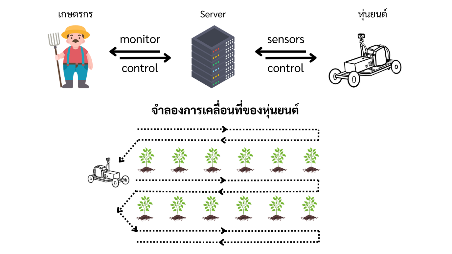 เกษตรกร Server หุ่นยนต์
monitor sensors
control control
จำลองการเคลื่อนที่ของหุ่นยนต์